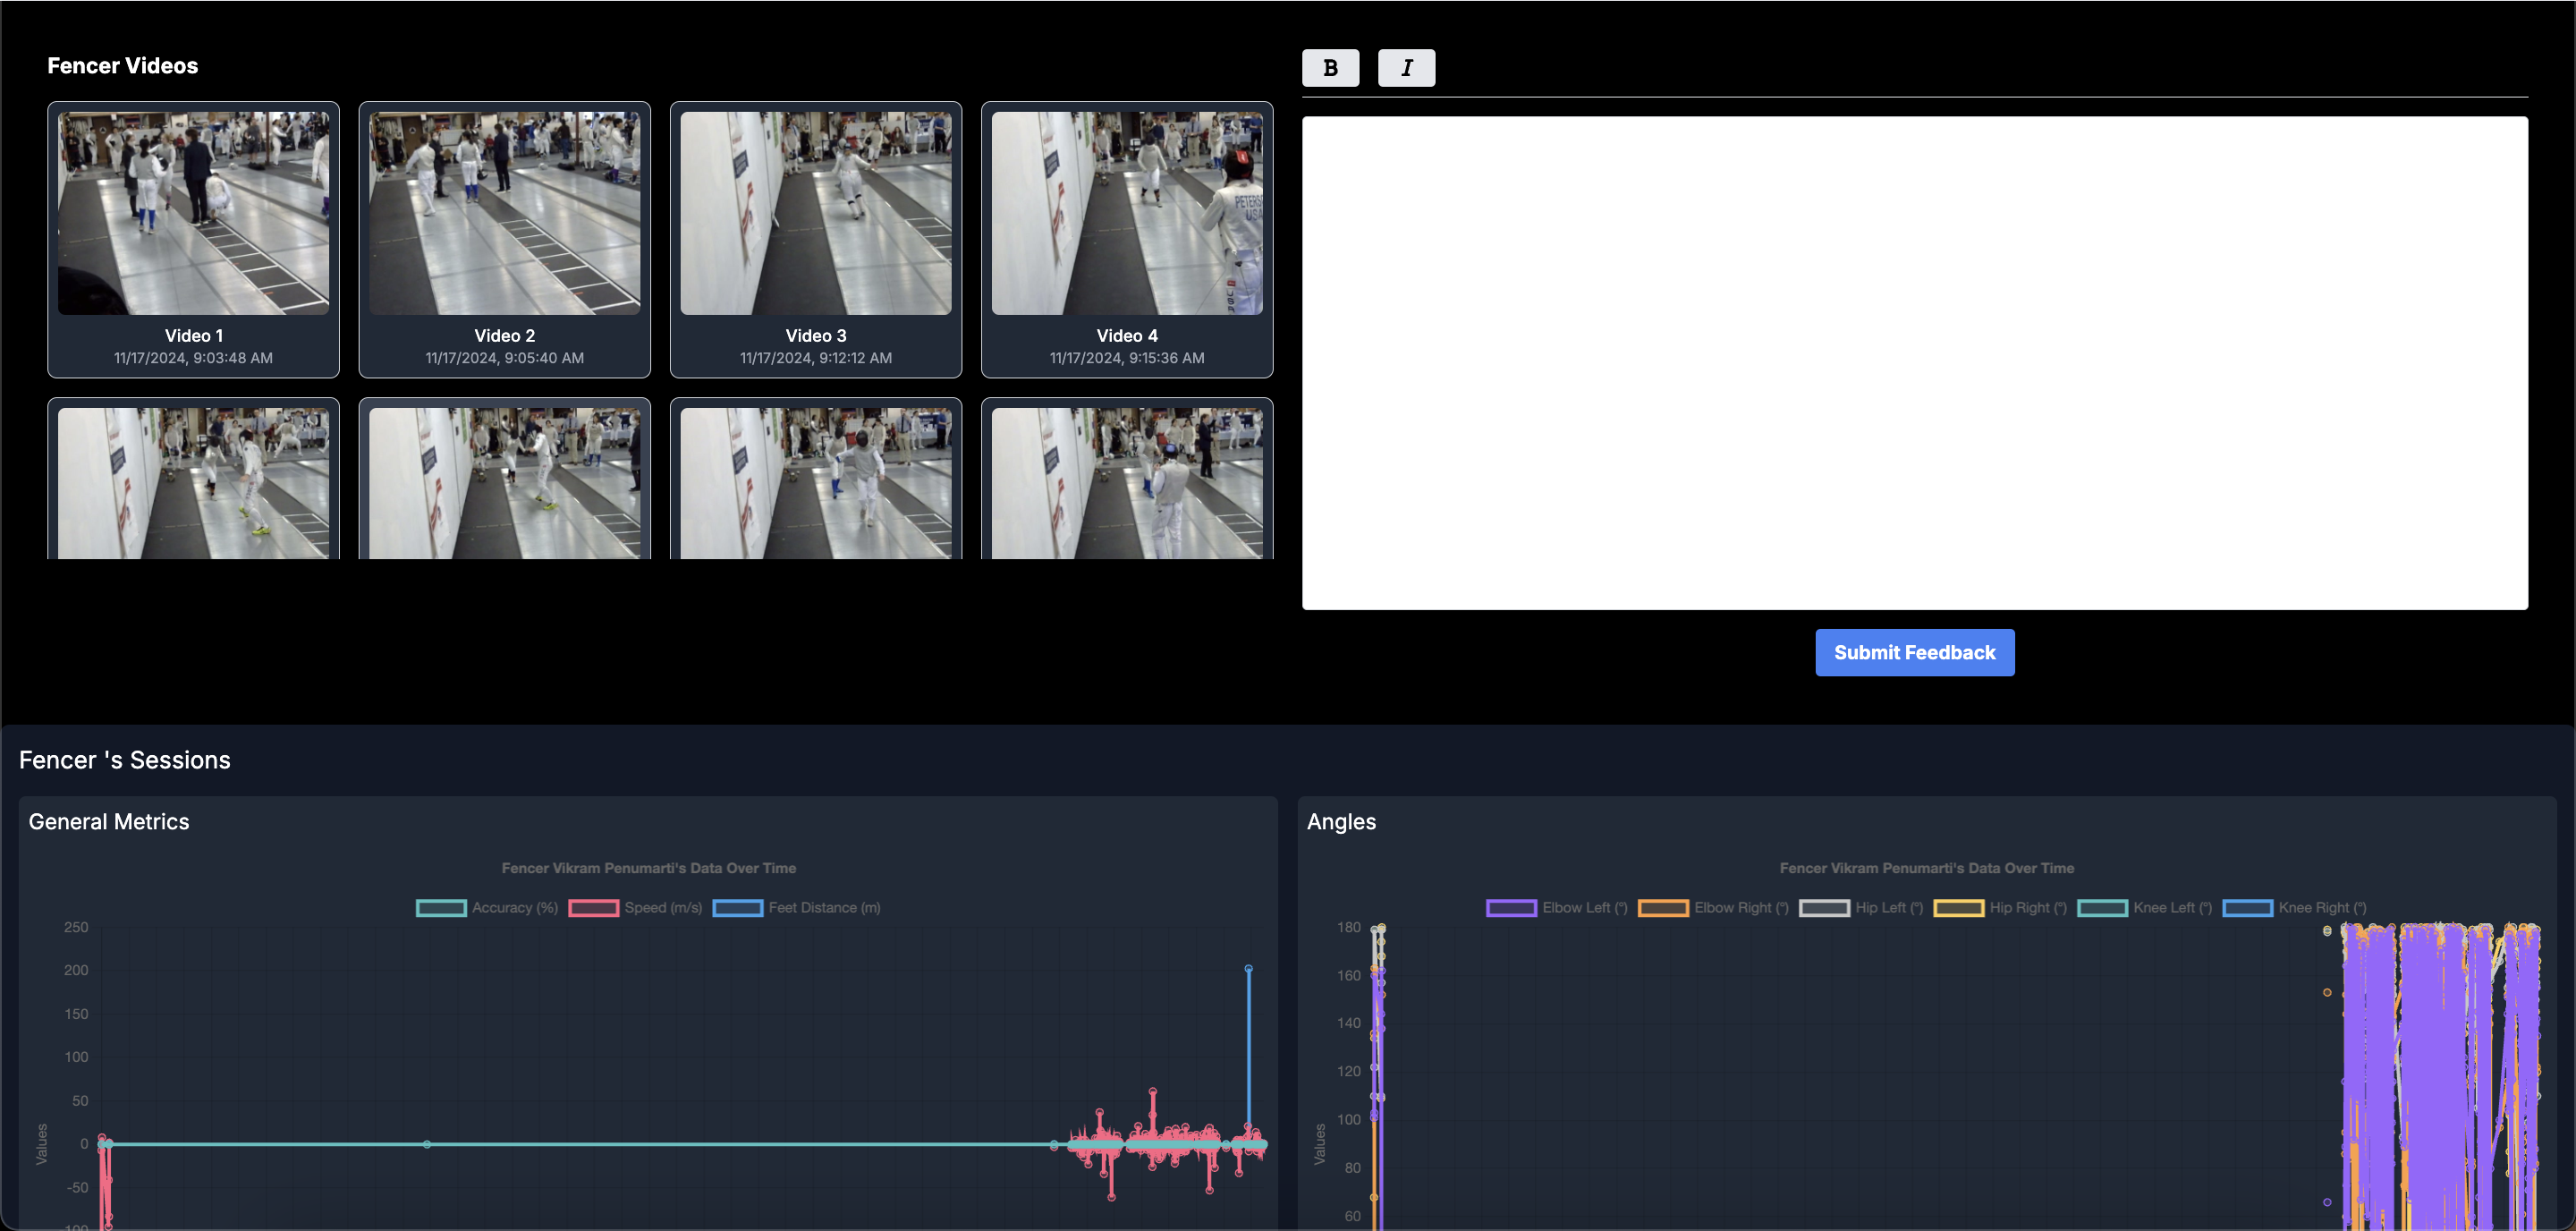 Fencer Videos
B I
PETERS
USA
Video 1
11/17/2024, 9:03:48 AM
Video 2
11/17/2024, 9:05:40 AM
Video 3
11/17/2024, 9:12:12 AM
Video 4
11/17/2024, 9:15:36 AM
Submit Feedback
Fencer 's Sessions
General Metrics
Fencer Vikram Penumarti's Data Over Time
Accuracy (%) Speed (m/s) Feet Distance (m)
250
200
150
100
50
0
-50
Values
Angles
Fencer Vikram Penumarti's Data Over Time
Elbow Left (°) Elbow Right (°) Hip Left (°) Hip Right (°) Knee Left (°) Knee Right (°)
180
160
140
120
100
80
60
Values